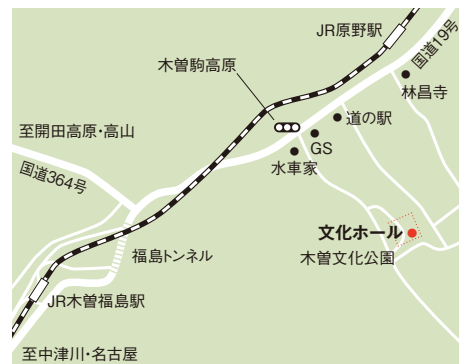 JR原野駅
国道19号
木曽駒高原
林昌寺
道の駅
至開田高原・高山
GS
水車家
国道364号
文化ホール
木曽文化公園
福島トンネル
JR木曽福島駅
至中津川・名古屋